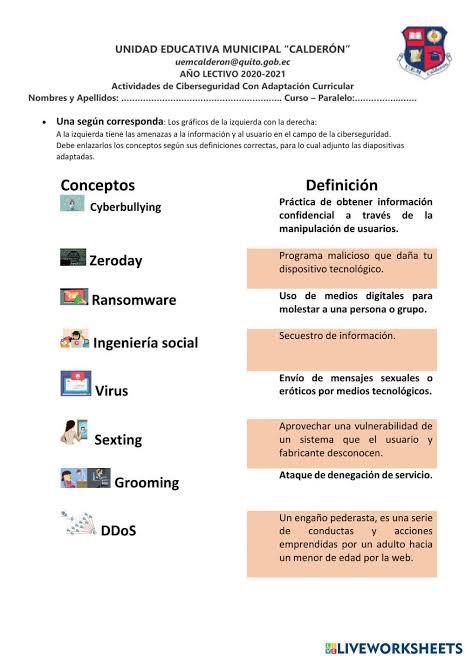 UNIDAD EDUCATIVA MUNICIPAL “CALDERÓN”
uemcalderon@quito.gob.ec
AÑO LECTIVO 2020-2021
Actividades de Ciberseguridad Con Adaptación Curricular
Nombres y Apellidos: ........................................................... Curso – Paralelo:.......................
• Una según corresponda: Los gráficos de la izquierda con la derecha:
A la izquierda tiene las amenazas a la información y al usuario en el campo de la ciberseguridad.
Debe enlazarlos los conceptos según sus definiciones correctas, para lo cual adjunto las diapositivas
adaptadas.
Conceptos
Definición
Cyberbullying
Práctica de obtener información
confidencial a través de la
manipulación de usuarios.
Zeroday
Programa malicioso que daña tu
dispositivo tecnológico.
Ransomware
Uso de medios digitales para
molestar a una persona o grupo.
Ingeniería social
Secuestro de información.
Virus
Envío de mensajes sexuales o
eróticos por medios tecnológicos.
Sexting
Aprovechar una vulnerabilidad de
un sistema que el usuario y
fabricante desconocen.
Grooming
Ataque de denegación de servicio.
DDoS
Un engaño pederasta, es una serie
de conductas y acciones
emprendidas por un adulto hacia
un menor de edad por la web.
LIVEWORKSHEETS